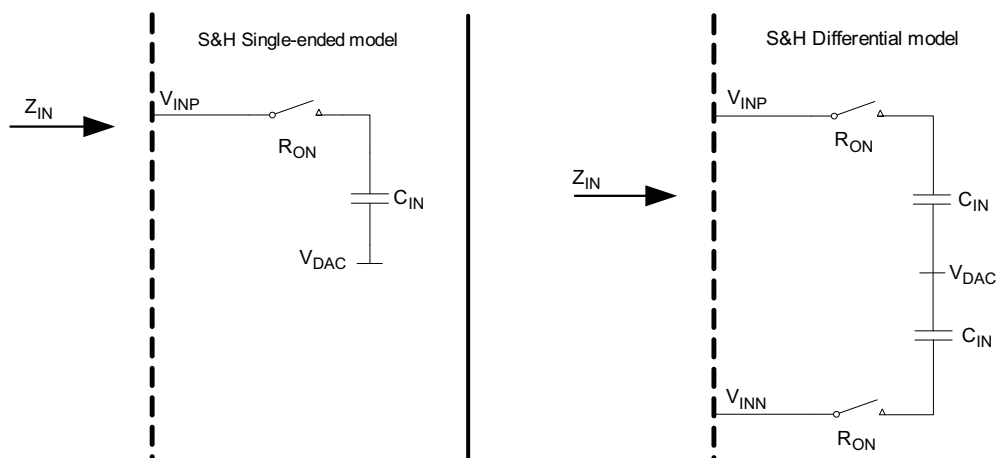 S&H Single-ended model
Z_IN
V_INP
R_ON
C_IN
V_DAC
S&H Differential model
Z_IN
V_INP
R_ON
C_IN
V_DAC
C_IN
V_INN
R_ON